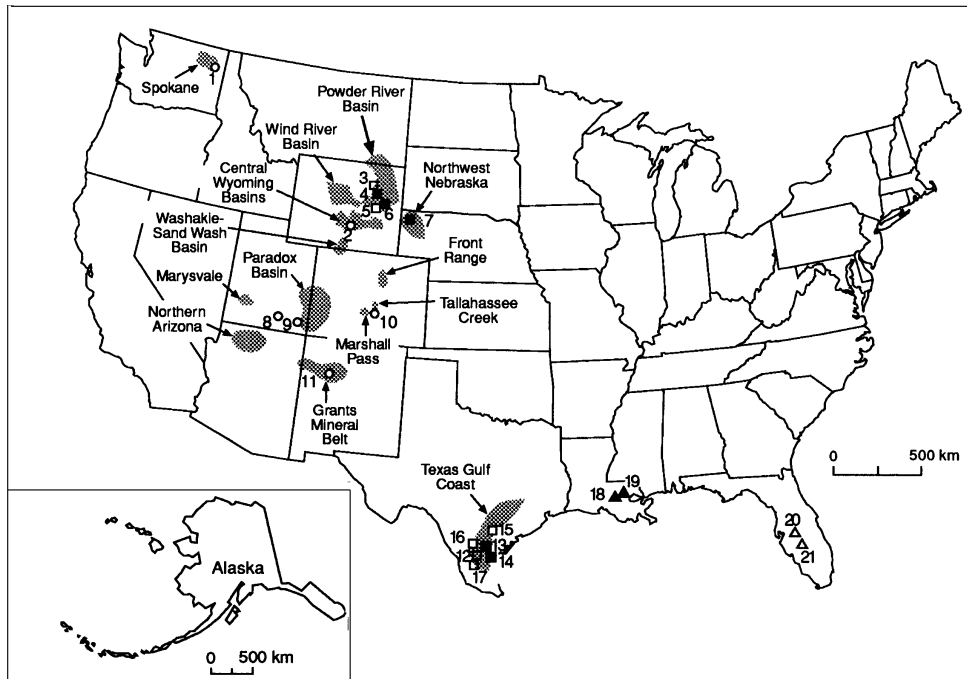 Spokane
1
Powder River
Basin
Wind River
Basin
Central
Wyoming
Basins
3
4
5
6
Northwest
Nebraska
7
2
Washakie-
Sand Wash
Basin
Marysvale
Paradox
Basin
Front
Range
Northern
Arizona
8
9
10
Tallahassee
Creek
Marshall
Pass
11
Grants
Mineral
Belt
0 500 km
Texas Gulf
Coast
18
19
15
16
13
12
14
17
20
21
Alaska
0 500 km